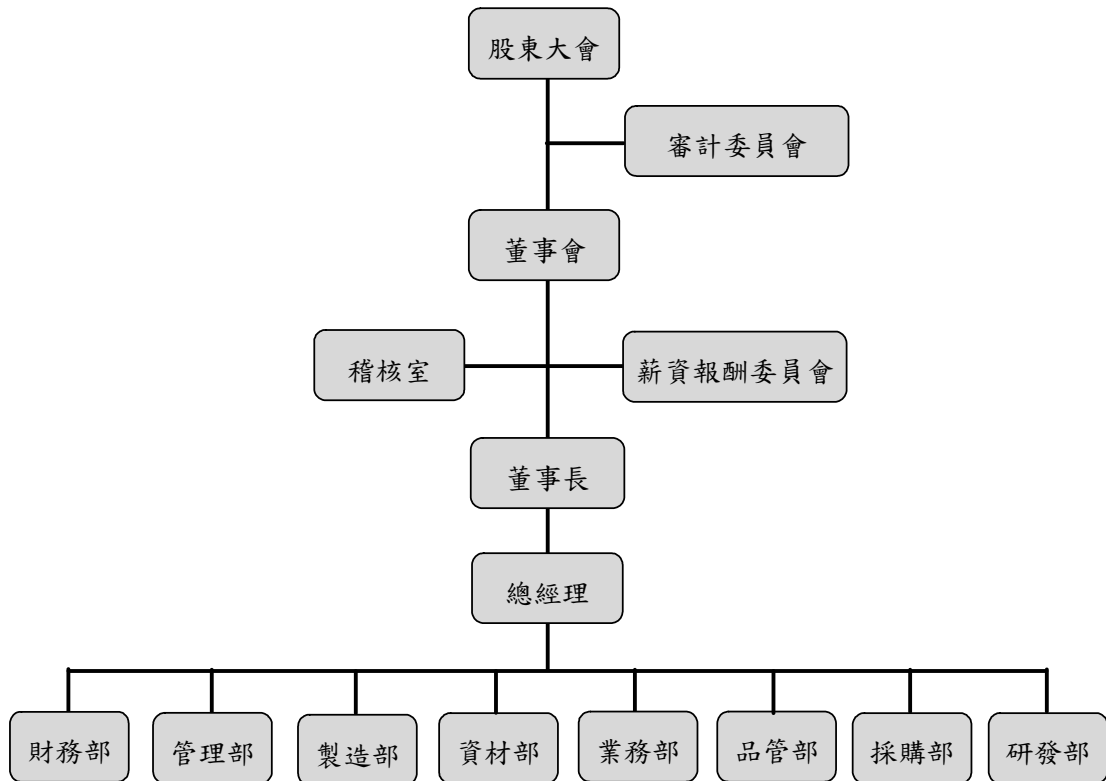 股東大會
審計委員會
董事會
稽核室
薪資報酬委員會
董事長
總經理
財務部
管理部
製造部
資材部
業務部
品管部
採購部
研發部